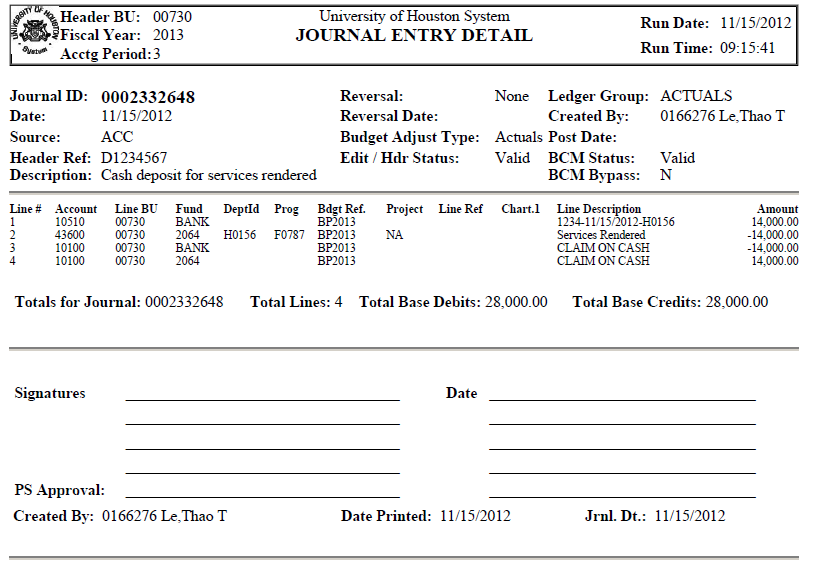 UNIVERSITY OF HOUSTON System
Header BU: 00730 University of Houston System Run Date: 11/15/2012
Fiscal Year: 2013 JOURNAL ENTRY DETAIL
Acctg Period: 3 Run Time: 09:15:41
Journal ID: 0002332648 Reversal: None Ledger Group: ACTUALS
Date: 11/15/2012 Reversal Date: Created By: 0166276 Le,Thao T
Source: ACC Budget Adjust Type: Actuals Post Date:
Header Ref: D1234567 Edit / Hdr Status: Valid BCM Status: Valid
Description: Cash deposit for services rendered BCM Bypass: N
Line # Account Line BU Fund DeptId Prog Bdgt Ref. Project Line Ref Chart.1 Line Description Amount
1 10510 00730 BANK BP2013 1234-11/15/2012-H0156 14,000.00
2 43600 00730 2064 H0156 F0787 BP2013 NA Services Rendered -14,000.00
3 10100 00730 BANK BP2013 CLAIM ON CASH -14,000.00
4 10100 00730 2064 BP2013 CLAIM ON CASH 14,000.00
Totals for Journal: 0002332648 Total Lines: 4 Total Base Debits: 28,000.00 Total Base Credits: 28,000.00
Signatures Date
PS Approval:
Created By: 0166276 Le,Thao T Date Printed: 11/15/2012 Jrnl. Dt.: 11/15/2012